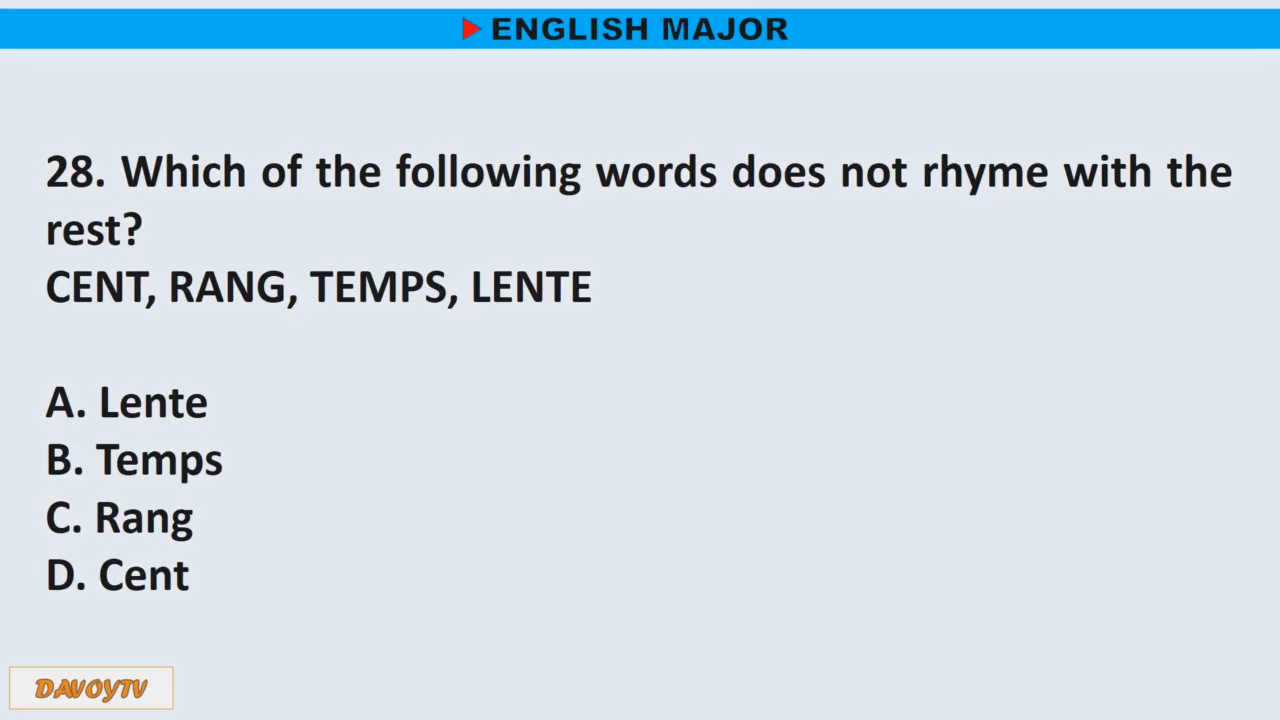 ENGLISH MAJOR
28. Which of the following words does not rhyme with the
rest?
CENT, RANG, TEMPS, LENTE
A. Lente
B. Temps
C. Rang
D. Cent
DAVOYTV